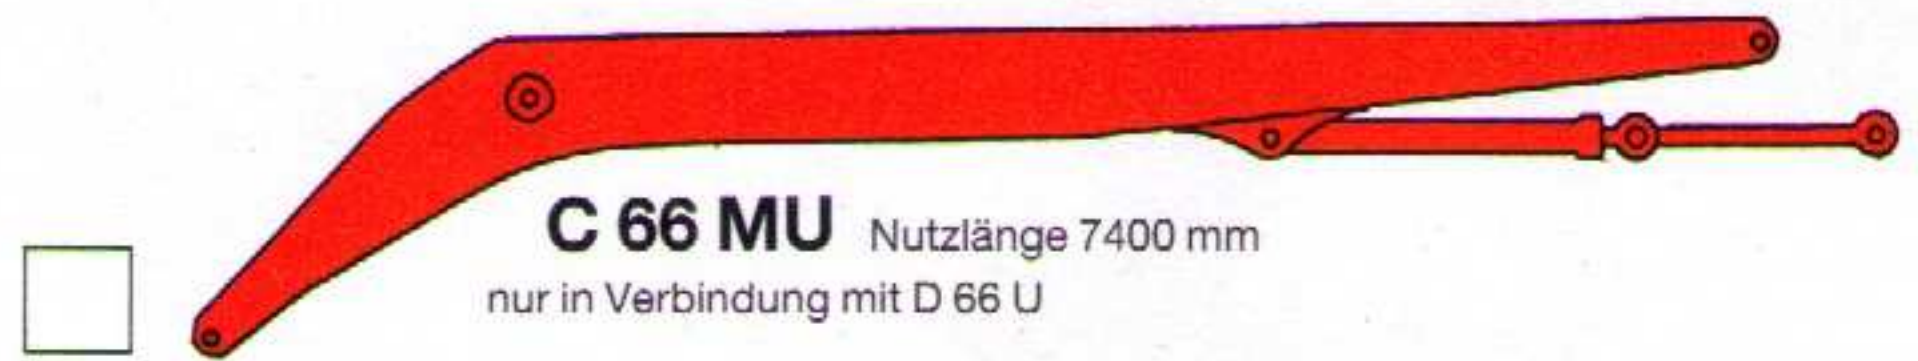 C 66 MU Nutzlänge 7400 mm
nur in Verbindung mit D 66 U